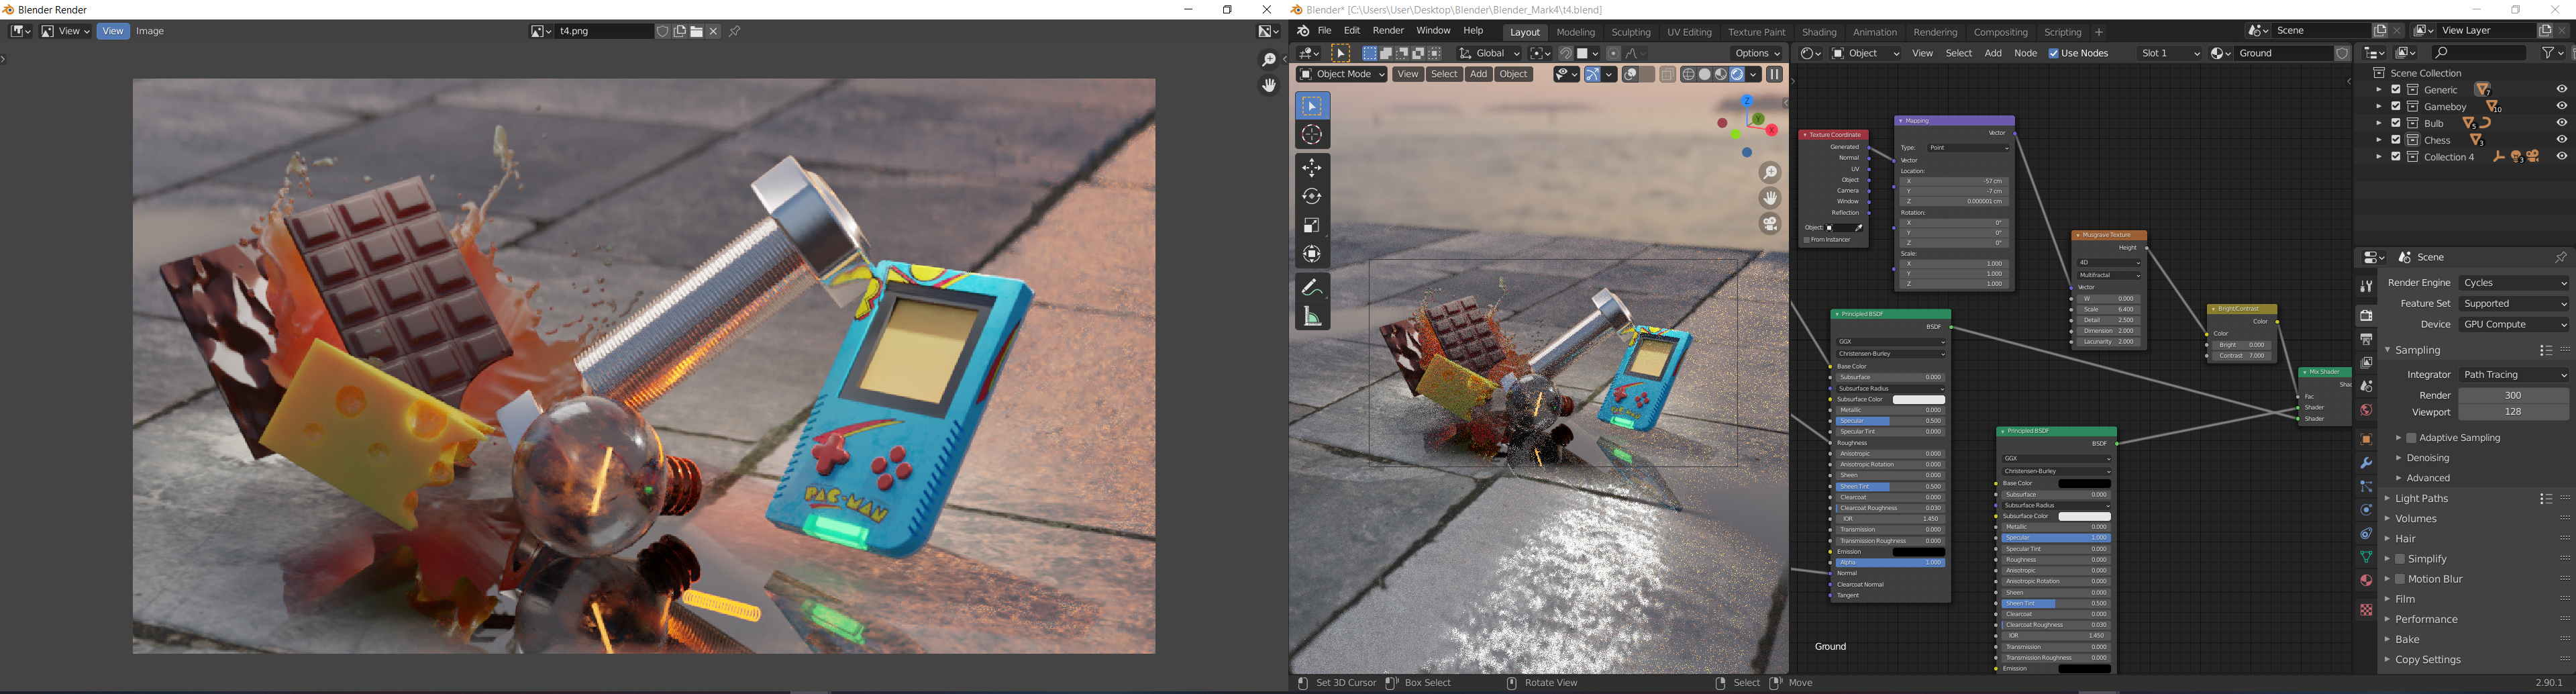 Blender Render
View
View
Image
t4.png
PAC-MAN
Blender* [C:\Users\User\Desktop\Blender\Blender_Mark4\t4.blend]
File Edit Render Window Help
Layout Modeling Sculpting UV Editing Texture Paint Shading Animation Rendering Compositing Scripting +
Scene
View Layer
Global
Options
Object Mode
View Select Add Object
Z
Y
X
Object
View Select Add Node
Use Nodes
Slot 1
Ground
Texture Coordinate
Generated
Normal
UV
Object
Camera
Window
Reflection
Object:
From Instancer
Mapping
Vector
Type: Point
Vector
Location:
X -57 cm
Y -7 cm
Z 0.000001 cm
Rotation:
X 0°
Y 0°
Z 0°
Scale:
X 1.000
Y 1.000
Z 1.000
Musgrave Texture
Height
4D
Multifractal
Vector
W 0.000
Scale 6.400
Detail 2.500
Dimension 2.000
Lacunarity 2.000
Bright/Contrast
Color
Color
Bright 0.000
Contrast 7.000
Mix Shader
Fac
Shader
Shader
Principled BSDF
BSDF
GGX
Christensen-Burley
Base Color
Subsurface 0.000
Subsurface Radius
Subsurface Color
Metallic 0.000
Specular 0.500
Specular Tint 0.000
Roughness
Anisotropic 0.000
Anisotropic Rotation 0.000
Sheen 0.000
Sheen Tint 0.500
Clearcoat 0.000
Clearcoat Roughness 0.030
IOR 1.450
Transmission 0.000
Transmission Roughness 0.000
Emission
Alpha 1.000
Normal
Clearcoat Normal
Tangent
Principled BSDF
BSDF
GGX
Christensen-Burley
Base Color
Subsurface 0.000
Subsurface Radius
Subsurface Color
Metallic 0.000
Specular 1.000
Specular Tint 0.000
Roughness 0.000
Anisotropic 0.000
Anisotropic Rotation 0.000
Sheen 0.000
Sheen Tint 0.500
Clearcoat 0.000
Clearcoat Roughness 0.030
IOR 1.450
Transmission 0.000
Transmission Roughness 0.000
Emission
Ground
Scene Collection
Generic 7
Gameboy 10
Bulb 5
Chess 3
Collection 4 3
Scene
Render Engine Cycles
Feature Set Supported
Device GPU Compute
Sampling
Integrator Path Tracing
Render 300
Viewport 128
Adaptive Sampling
Denoising
Advanced
Light Paths
Volumes
Hair
Simplify
Motion Blur
Film
Performance
Bake
Copy Settings
Set 3D Cursor
Box Select
Rotate View
Select
Move
2.90.1